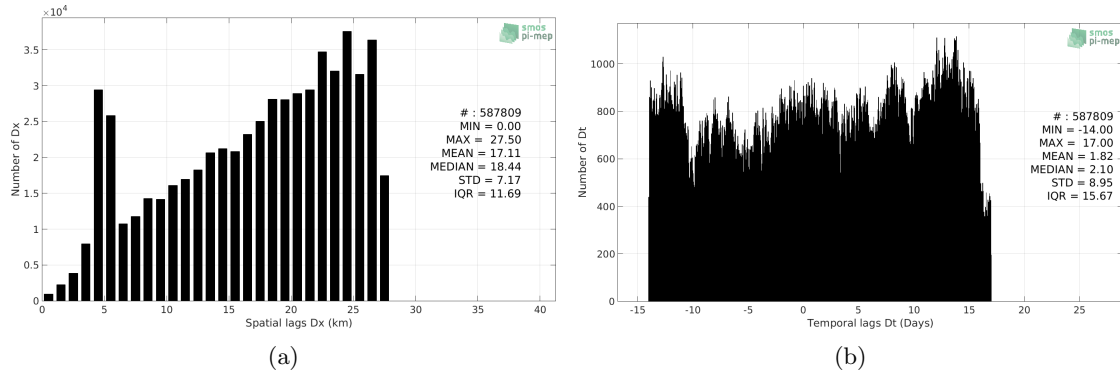 ×10⁴
3.5
3
2.5
2
1.5
1
0.5
0
Number of Dx
0 5 10 15 20 25 30 35 40
Spatial lags Dx (km)
smos
pi-mep
# : 587809
MIN = 0.00
MAX = 27.50
MEAN = 17.11
MEDIAN = 18.44
STD = 7.17
IQR = 11.69
(a)
1000
800
600
400
200
0
Number of Dt
-15 -10 -5 0 5 10 15 20 25
Temporal lags Dt (Days)
smos
pi-mep
# : 587809
MIN = -14.00
MAX = 17.00
MEAN = 1.82
MEDIAN = 2.10
STD = 8.95
IQR = 15.67
(b)